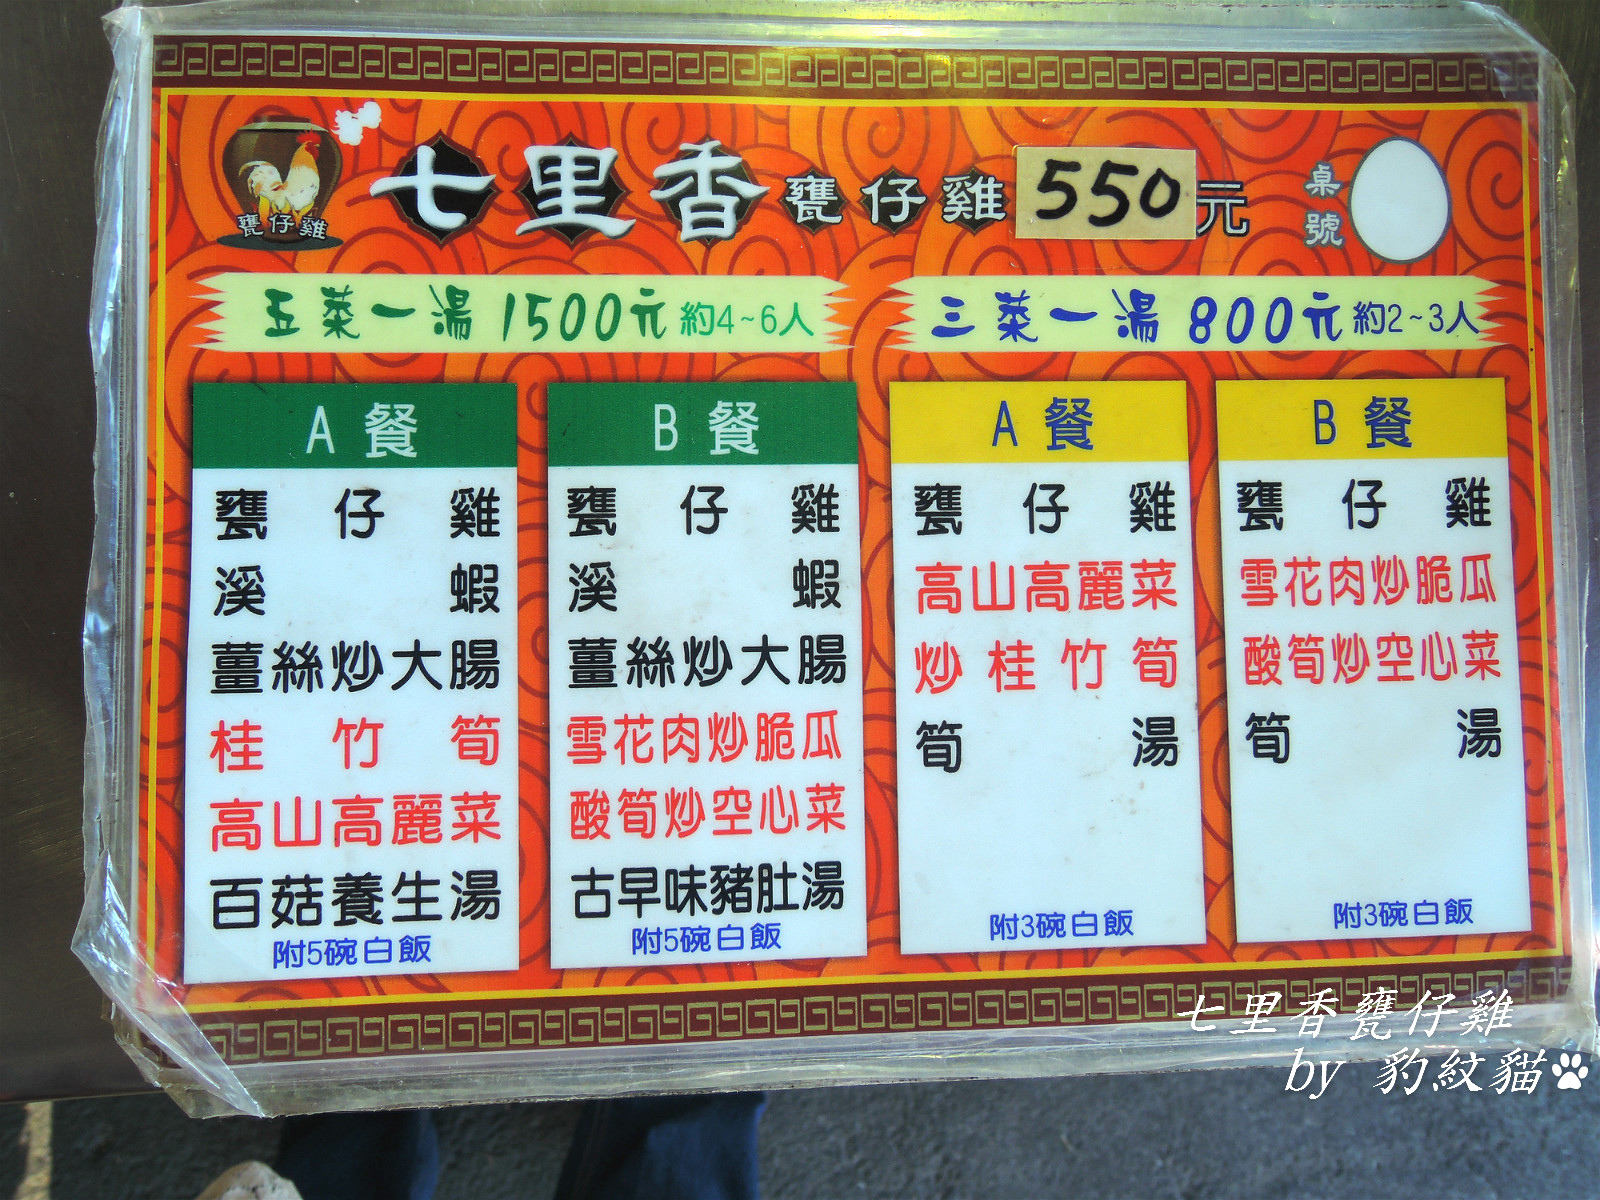 甕仔雞
七里香甕仔雞 550元
桌號
五菜一湯 1500元 約4~6人
三菜一湯 800元 約2~3人
A 餐
甕仔雞
溪蝦
薑絲炒大腸
桂竹筍
高山高麗菜
百菇養生湯
附5碗白飯
B 餐
甕仔雞
溪蝦
薑絲炒大腸
雪花肉炒脆瓜
酸筍炒空心菜
古早味豬肚湯
附5碗白飯
A 餐
甕仔雞
高山高麗菜
炒桂竹筍
筍湯
附3碗白飯
B 餐
甕仔雞
雪花肉炒脆瓜
酸筍炒空心菜
筍湯
附3碗白飯
七里香甕仔雞
by 豹紋貓